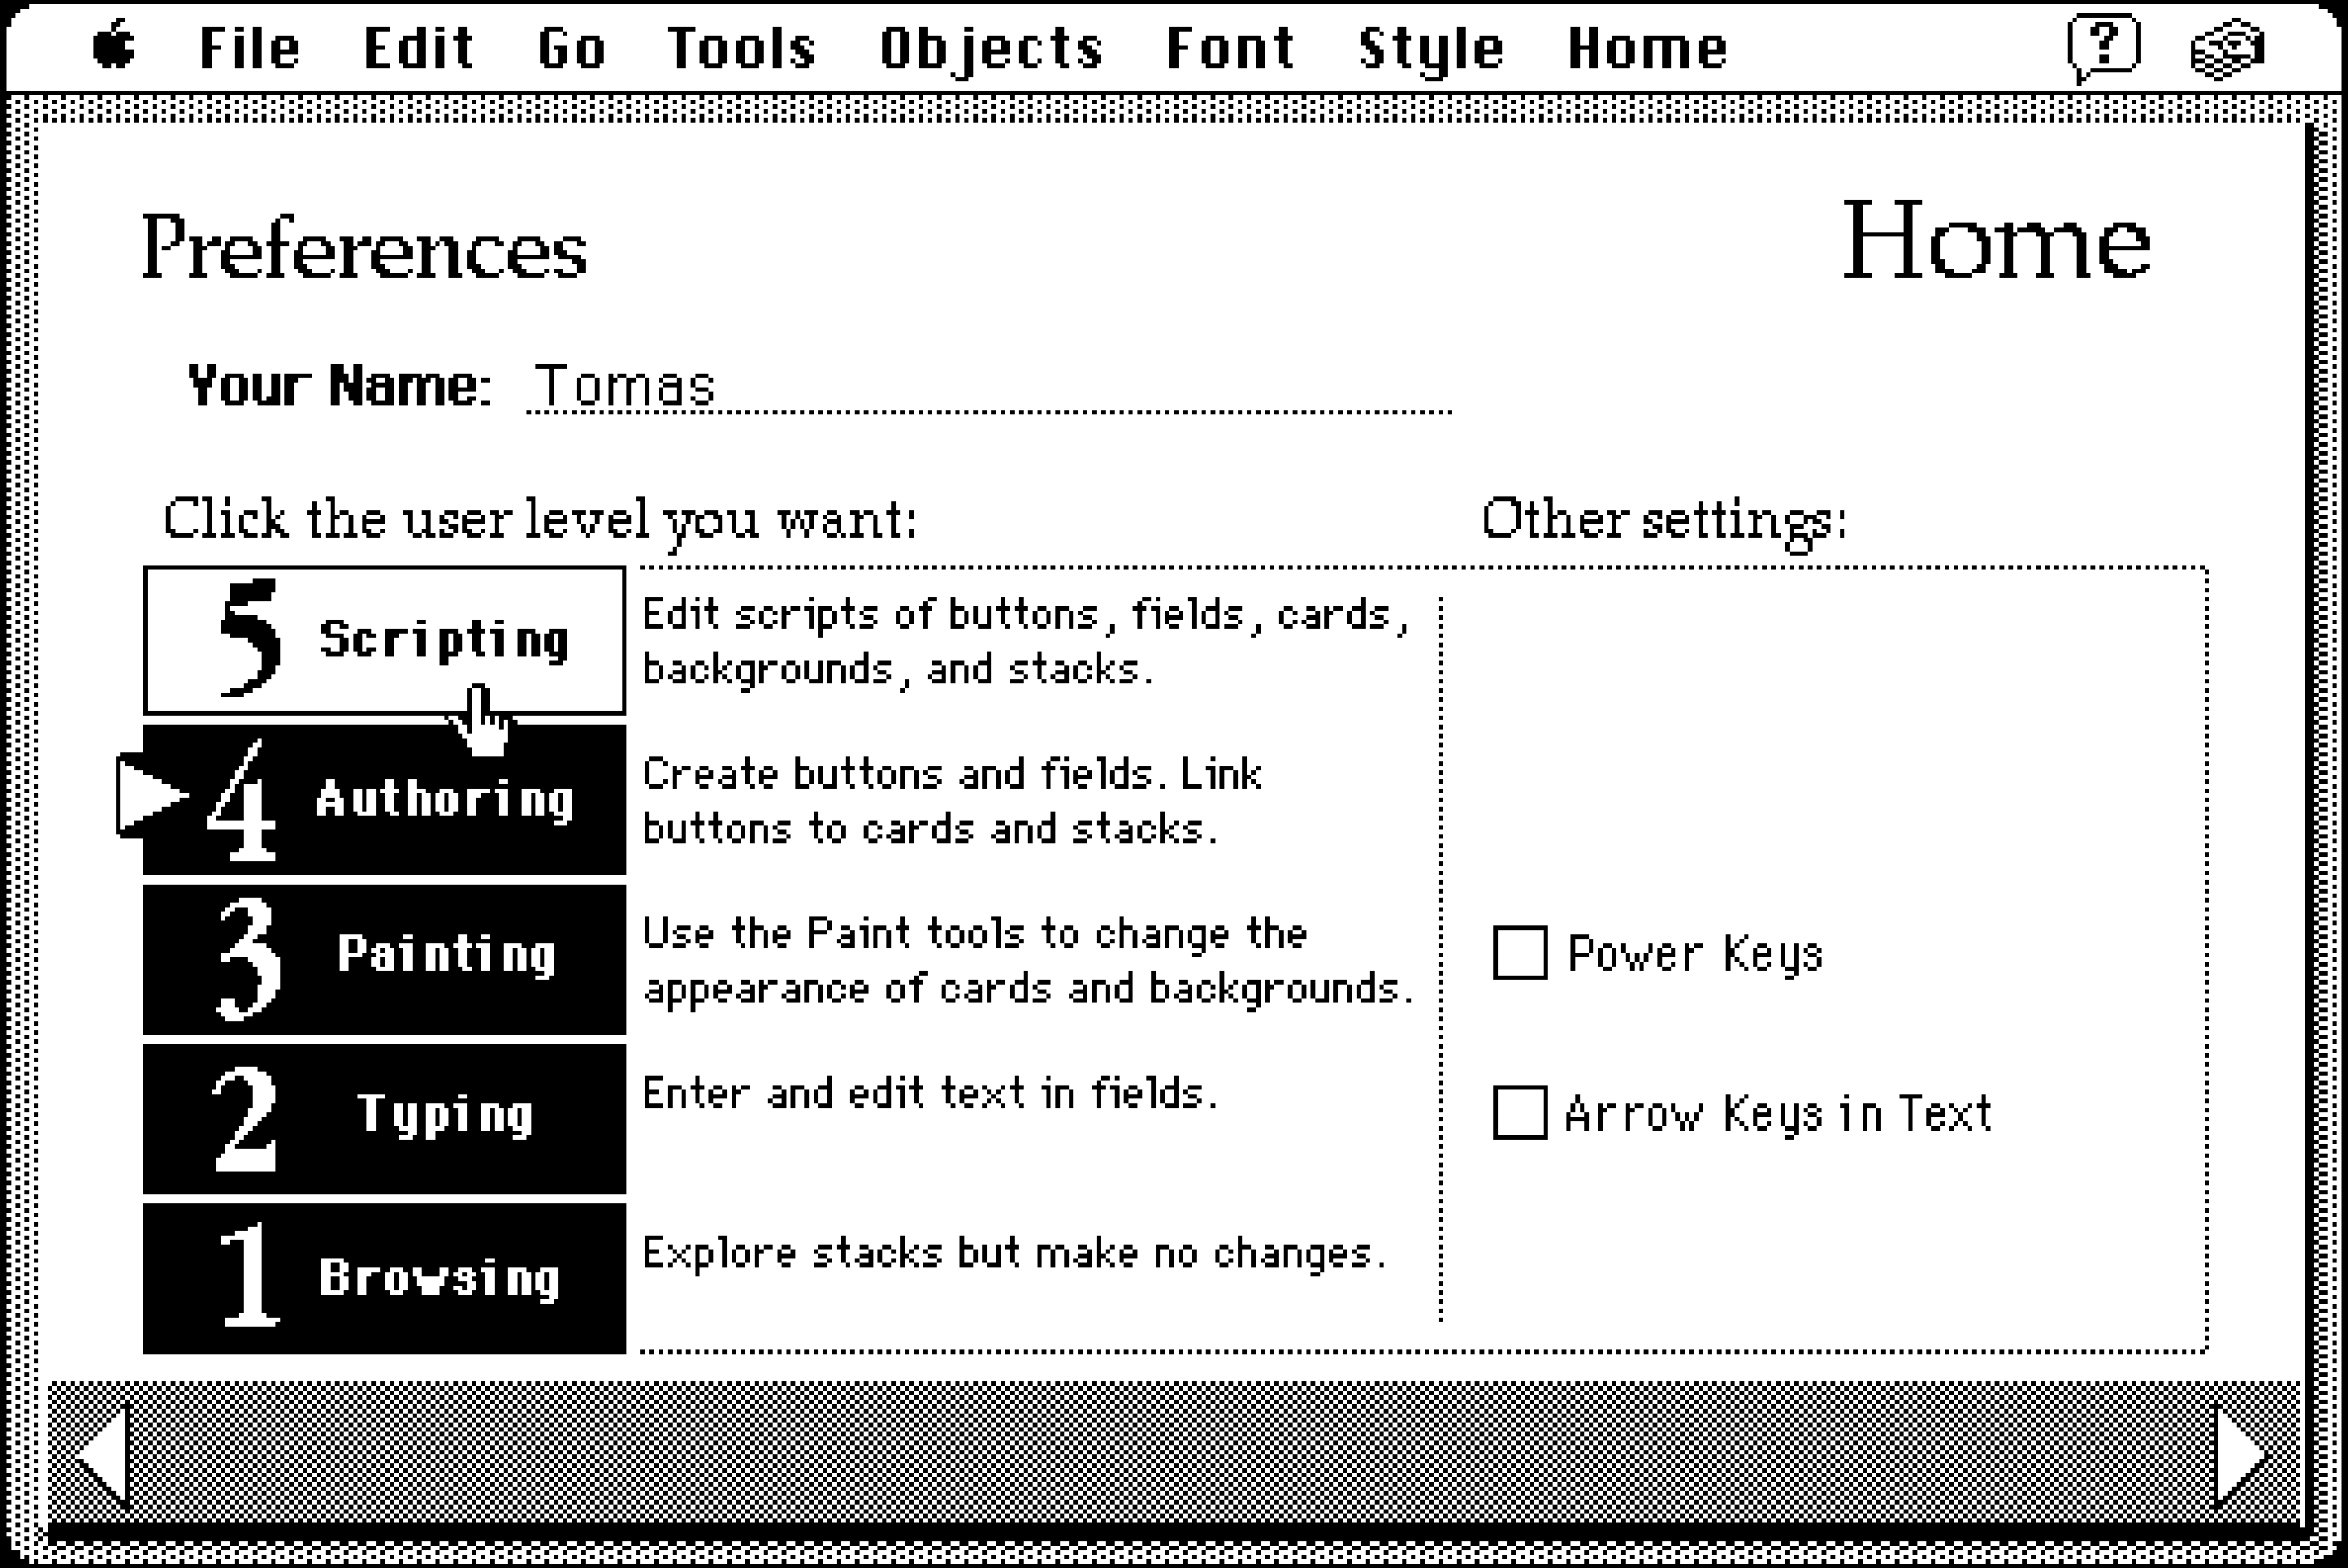 File Edit Go Tools Objects Font Style Home ?
Preferences
Home
Your Name: Tomas
Click the user level you want:
5 Scripting
Edit scripts of buttons, fields, cards,
backgrounds, and stacks.
4 Authoring
Create buttons and fields. Link
buttons to cards and stacks.
3 Painting
Use the Paint tools to change the
appearance of cards and backgrounds.
2 Typing
Enter and edit text in fields.
1 Browsing
Explore stacks but make no changes.
Other settings:
Power Keys
Arrow Keys in Text